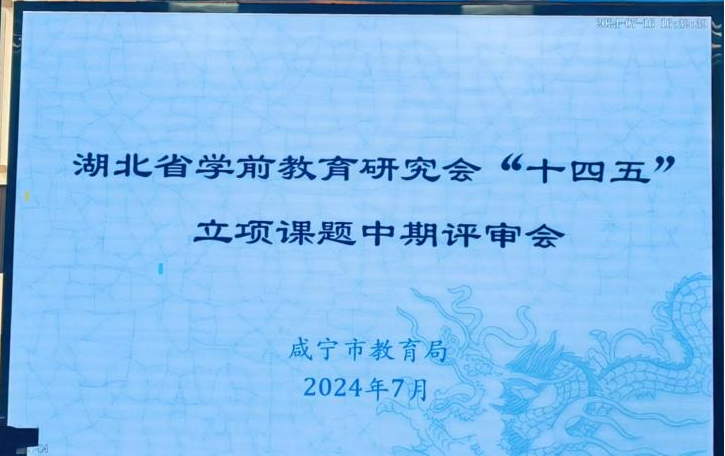 湖北省学前教育研究会“十四五”
立项课题中期评审会
咸宁市教育局
2024年7月